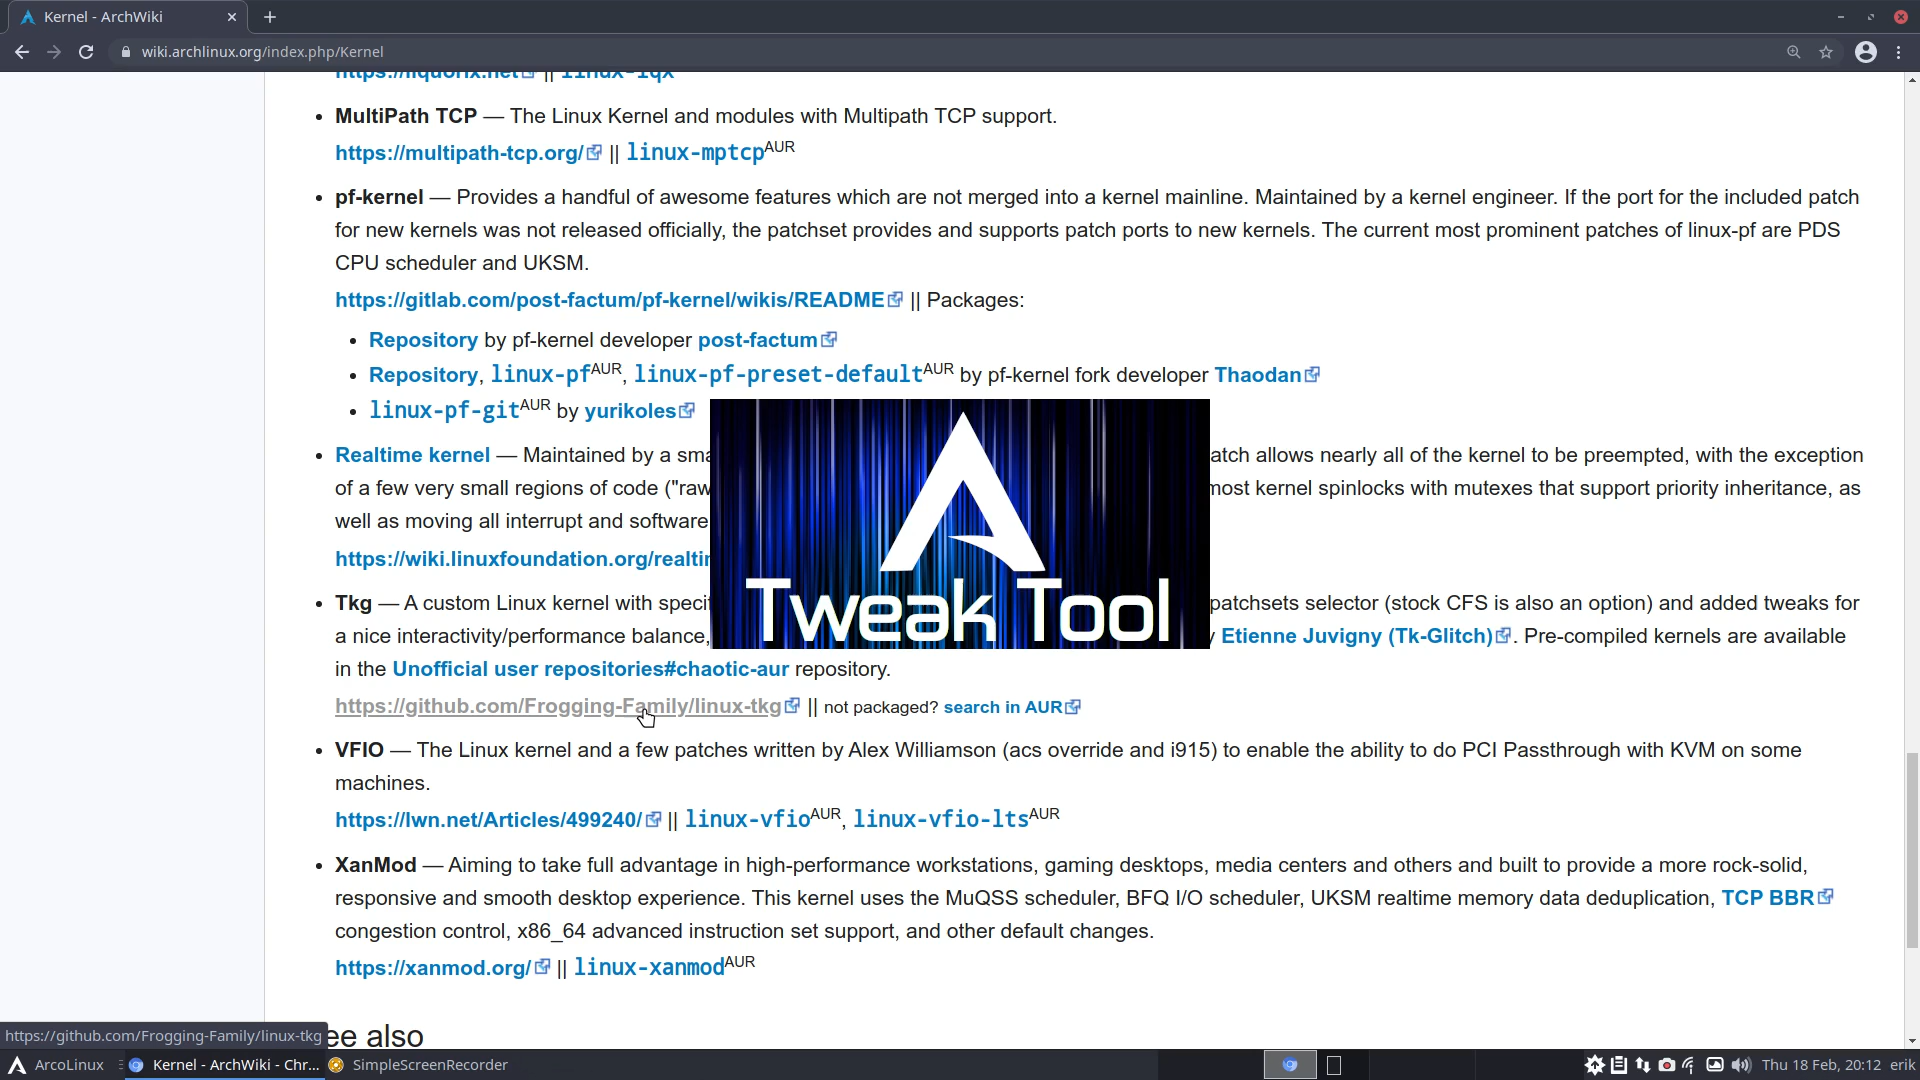 Kernel - ArchWiki
wiki.archlinux.org/index.php/Kernel
https://liquorix.net || linux-lqx
• MultiPath TCP — The Linux Kernel and modules with Multipath TCP support.
https://multipath-tcp.org/ || linux-mptcpAUR
• pf-kernel — Provides a handful of awesome features which are not merged into a kernel mainline. Maintained by a kernel engineer. If the port for the included patch
for new kernels was not released officially, the patchset provides and supports patch ports to new kernels. The current most prominent patches of linux-pf are PDS
CPU scheduler and UKSM.
https://gitlab.com/post-factum/pf-kernel/wikis/README || Packages:
• Repository by pf-kernel developer post-factum
• Repository, linux-pfAUR, linux-pf-preset-defaultAUR by pf-kernel fork developer Thaodan
• linux-pf-gitAUR by yurikoles
• Realtime kernel — Maintained by a sma atch allows nearly all of the kernel to be preempted, with the exception
of a few very small regions of code ("raw most kernel spinlocks with mutexes that support priority inheritance, as
well as moving all interrupt and software
https://wiki.linuxfoundation.org/realti
Tweak Tool
• Tkg — A custom Linux kernel with specif patchsets selector (stock CFS is also an option) and added tweaks for
a nice interactivity/performance balance, y Etienne Juvigny (Tk-Glitch). Pre-compiled kernels are available
in the Unofficial user repositories#chaotic-aur repository.
https://github.com/Frogging-Family/linux-tkg || not packaged? search in AUR
• VFIO — The Linux kernel and a few patches written by Alex Williamson (acs override and i915) to enable the ability to do PCI Passthrough with KVM on some
machines.
https://lwn.net/Articles/499240/ || linux-vfioAUR, linux-vfio-ltsAUR
• XanMod — Aiming to take full advantage in high-performance workstations, gaming desktops, media centers and others and built to provide a more rock-solid,
responsive and smooth desktop experience. This kernel uses the MuQSS scheduler, BFQ I/O scheduler, UKSM realtime memory data deduplication, TCP BBR
congestion control, x86_64 advanced instruction set support, and other default changes.
https://xanmod.org/ || linux-xanmodAUR
ee also
https://github.com/Frogging-Family/linux-tkg
ArcoLinux Kernel - ArchWiki - Chr... SimpleScreenRecorder Thu 18 Feb, 20:12 erik